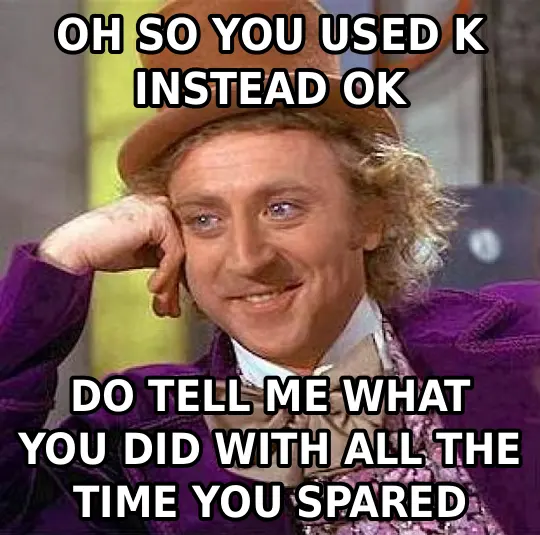 OH SO YOU USED K
INSTEAD OK
DO TELL ME WHAT
YOU DID WITH ALL THE
TIME YOU SPARED